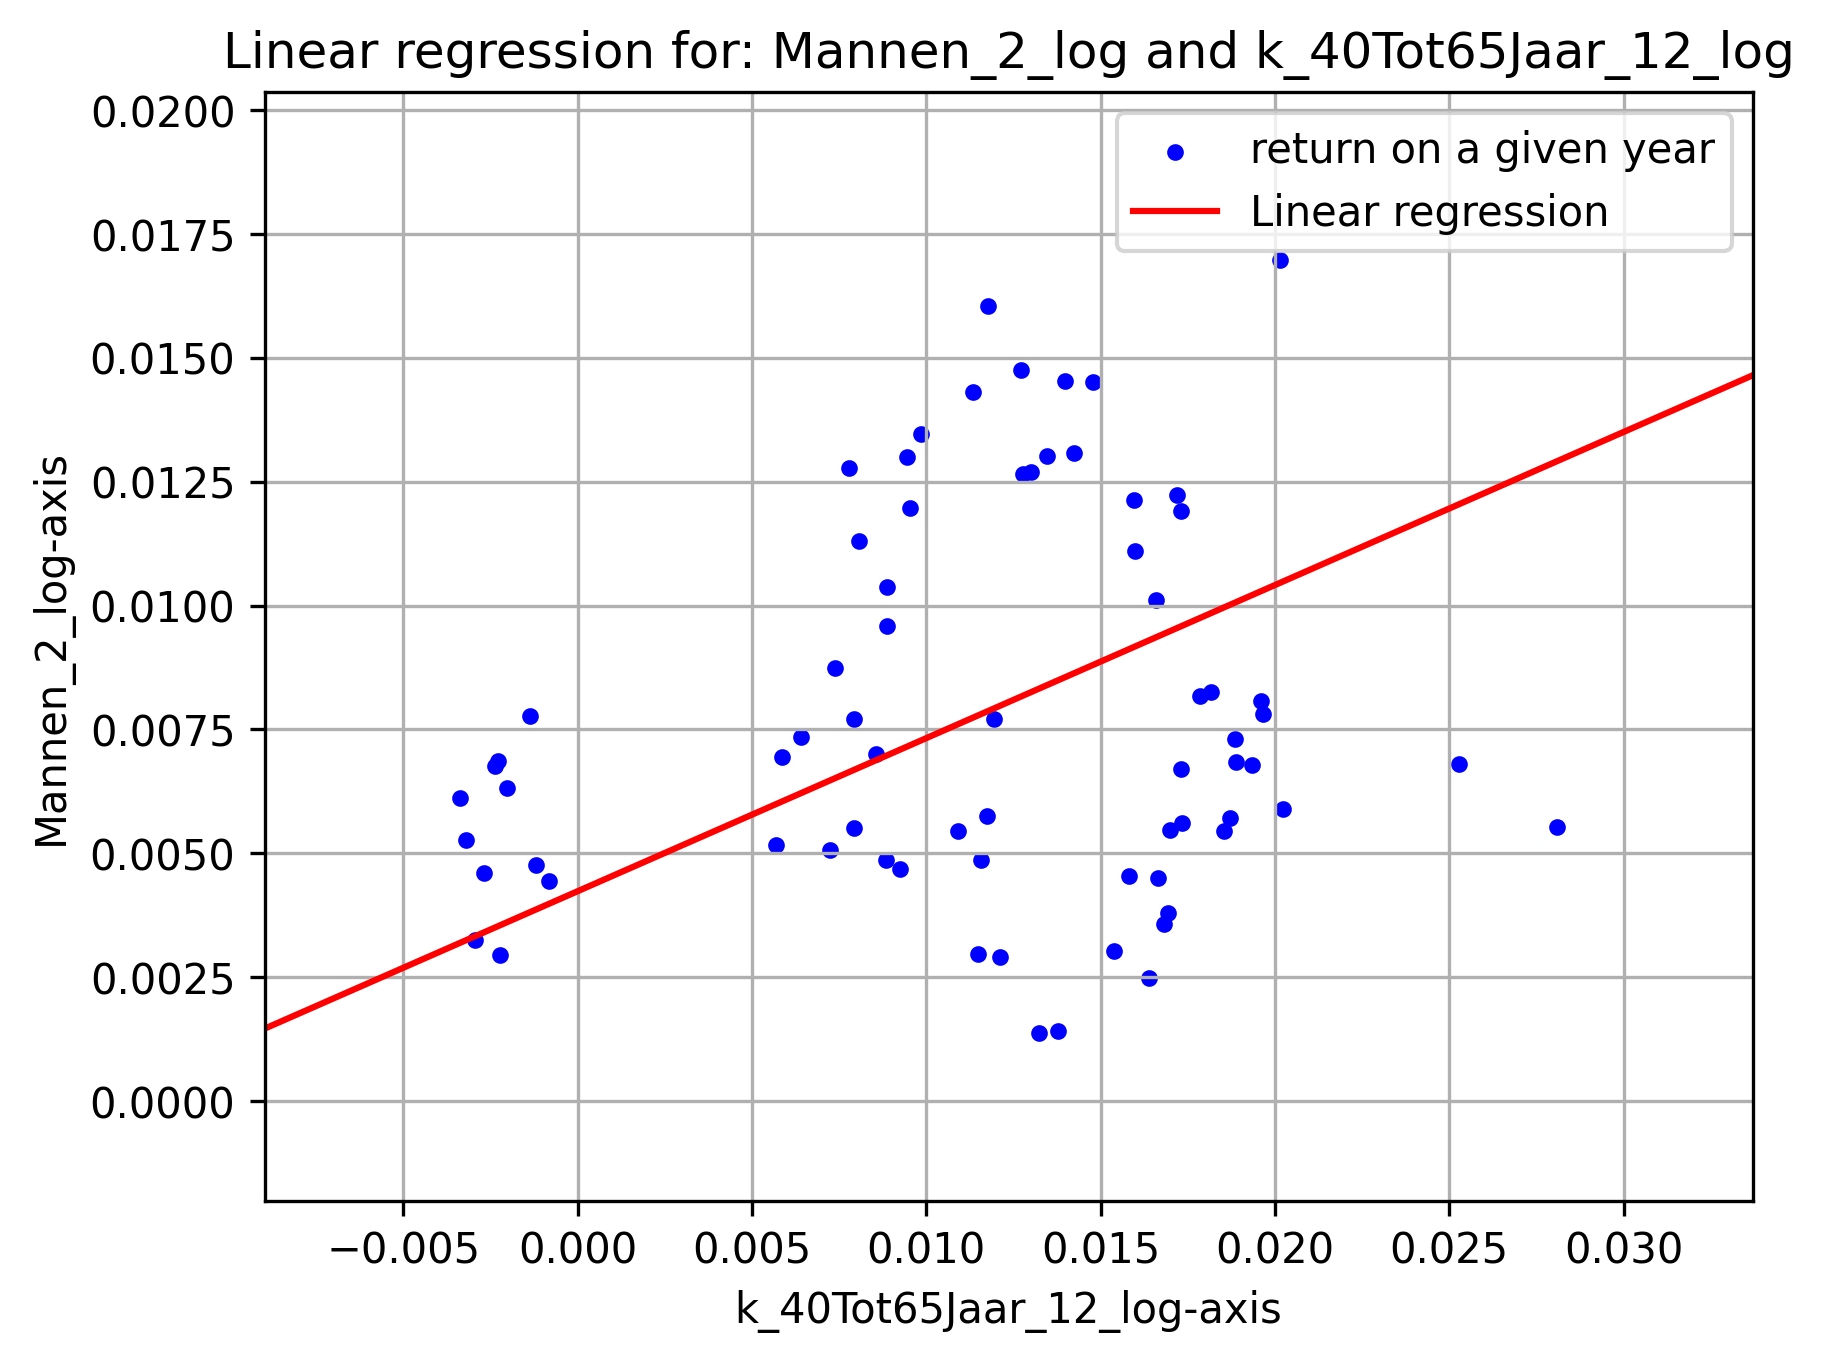 Linear regression for: Mannen_2_log and k_40Tot65Jaar_12_log
return on a given year
Linear regression
0.0200
0.0175
0.0150
0.0125
0.0100
0.0075
0.0050
0.0025
0.0000
Mannen_2_log-axis
−0.005 0.000 0.005 0.010 0.015 0.020 0.025 0.030
k_40Tot65Jaar_12_log-axis